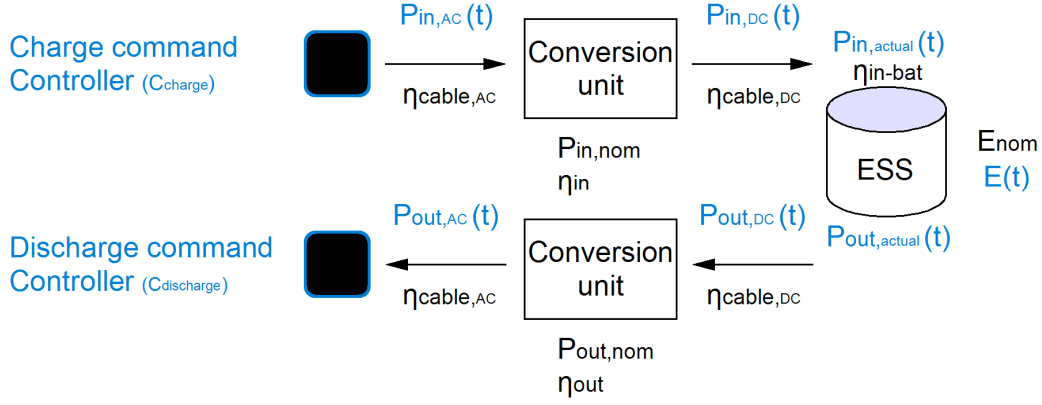 Charge command
Controller (Ccharge)
Pin,AC(t)
ηcable,AC
Conversion
unit
Pin,nom
ηin
Pin,DC(t)
ηcable,DC
Pin,actual(t)
ηin-bat
ESS
Enom
E(t)
Pout,actual(t)
Discharge command
Controller (Cdischarge)
Pout,AC(t)
ηcable,AC
Conversion
unit
Pout,nom
ηout
Pout,DC(t)
ηcable,DC